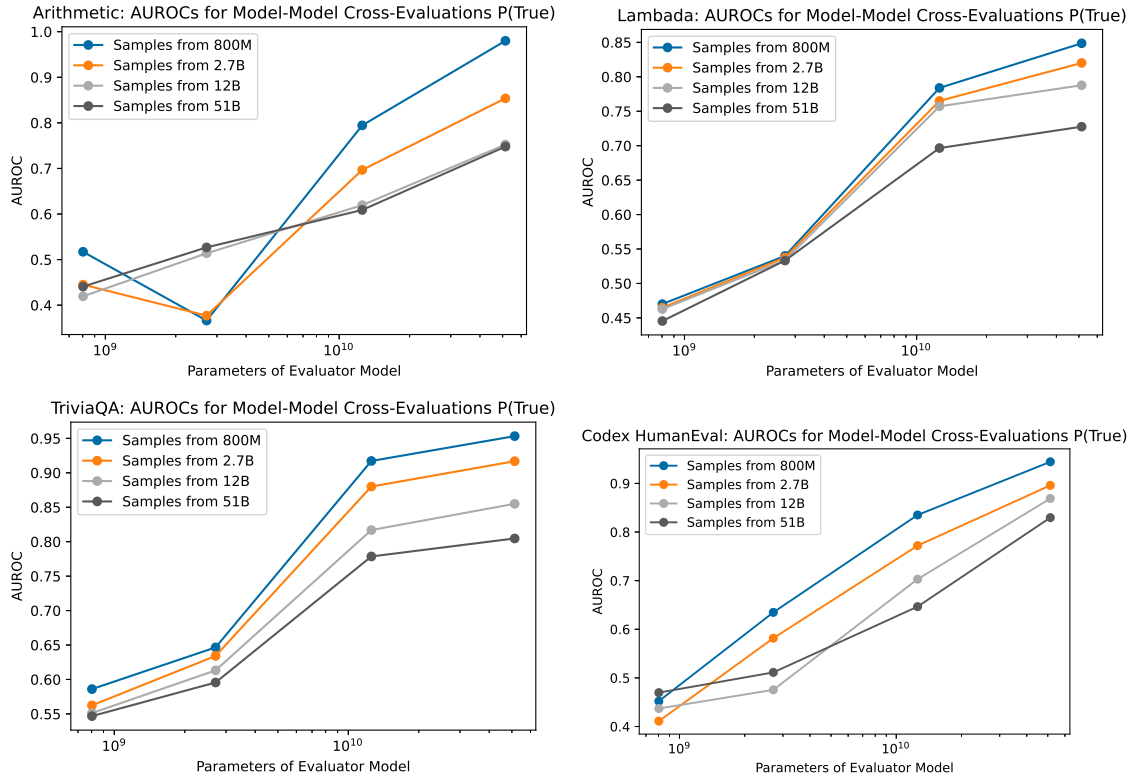 Arithmetic: AUROCs for Model-Model Cross-Evaluations P(True)
Samples from 800M
Samples from 2.7B
Samples from 12B
Samples from 51B
1.0
0.9
0.8
0.7
0.6
0.5
0.4
AUROC
10^9
10^10
Parameters of Evaluator Model
Lambada: AUROCs for Model-Model Cross-Evaluations P(True)
Samples from 800M
Samples from 2.7B
Samples from 12B
Samples from 51B
0.85
0.80
0.75
0.70
0.65
0.60
0.55
0.50
0.45
AUROC
10^9
10^10
Parameters of Evaluator Model
TriviaQA: AUROCs for Model-Model Cross-Evaluations P(True)
Samples from 800M
Samples from 2.7B
Samples from 12B
Samples from 51B
0.95
0.90
0.85
0.80
0.75
0.70
0.65
0.60
0.55
AUROC
10^9
10^10
Parameters of Evaluator Model
Codex HumanEval: AUROCs for Model-Model Cross-Evaluations P(True)
Samples from 800M
Samples from 2.7B
Samples from 12B
Samples from 51B
0.9
0.8
0.7
0.6
0.5
0.4
AUROC
10^9
10^10
Parameters of Evaluator Model